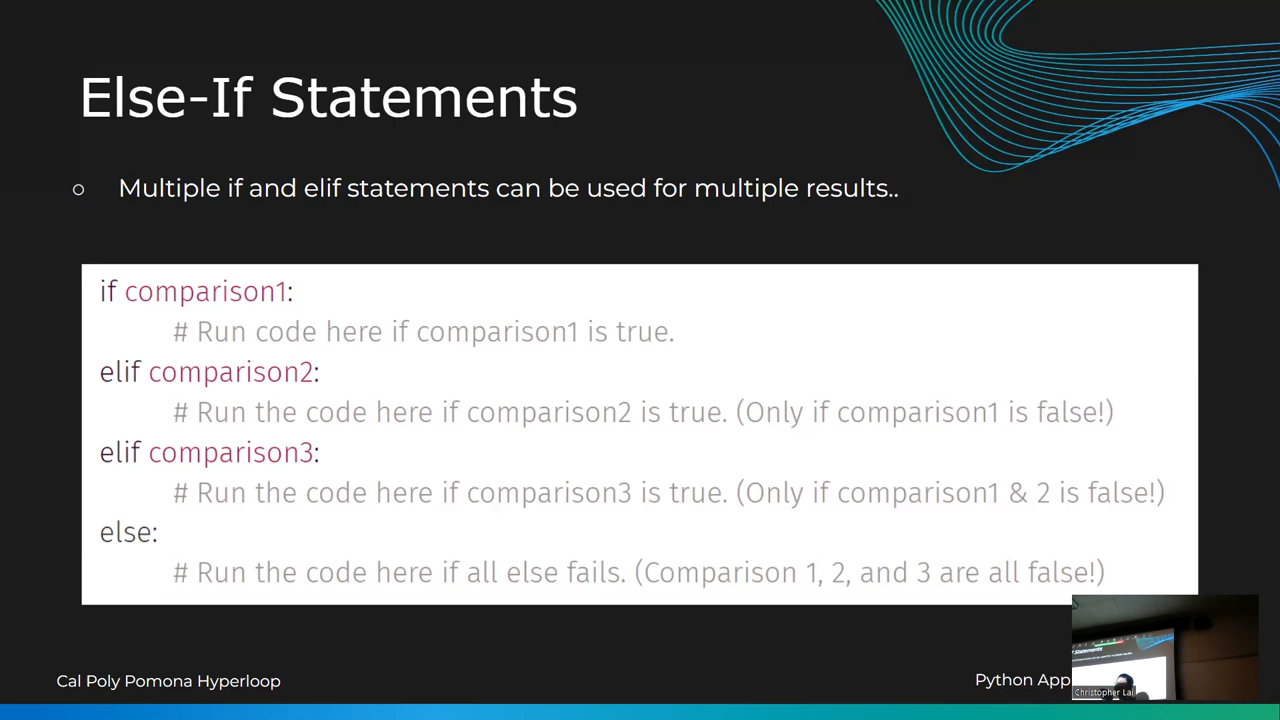 Else-If Statements
○ Multiple if and elif statements can be used for multiple results..
if comparison1:
# Run code here if comparison1 is true.
elif comparison2:
# Run the code here if comparison2 is true. (Only if comparison1 is false!)
elif comparison3:
# Run the code here if comparison3 is true. (Only if comparison1 & 2 is false!)
else:
# Run the code here if all else fails. (Comparison 1, 2, and 3 are all false!)
Cal Poly Pomona Hyperloop
Python App
Statements
Christopher Lai